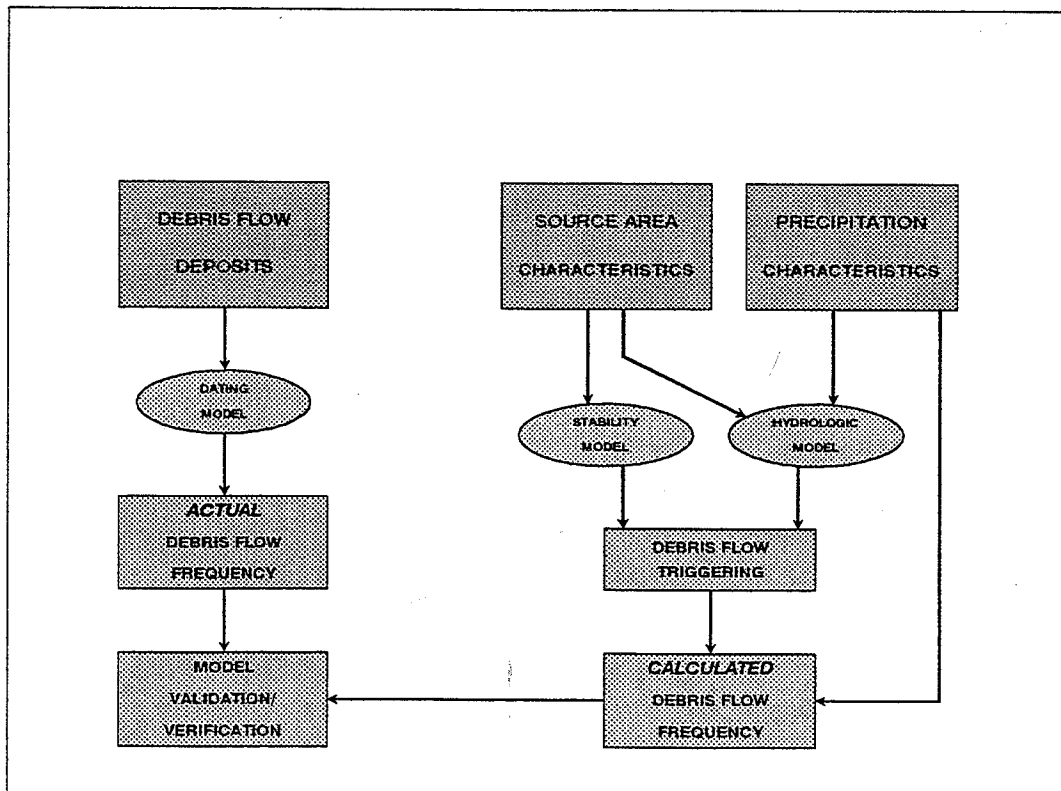 DEBRIS FLOW
DEPOSITS
SOURCE AREA
CHARACTERISTICS
PRECIPITATION
CHARACTERISTICS
DATING
MODEL
STABILITY
MODEL
HYDROLOGIC
MODEL
ACTUAL
DEBRIS FLOW
FREQUENCY
DEBRIS FLOW
TRIGGERING
MODEL
VALIDATION/
VERIFICATION
CALCULATED
DEBRIS FLOW
FREQUENCY